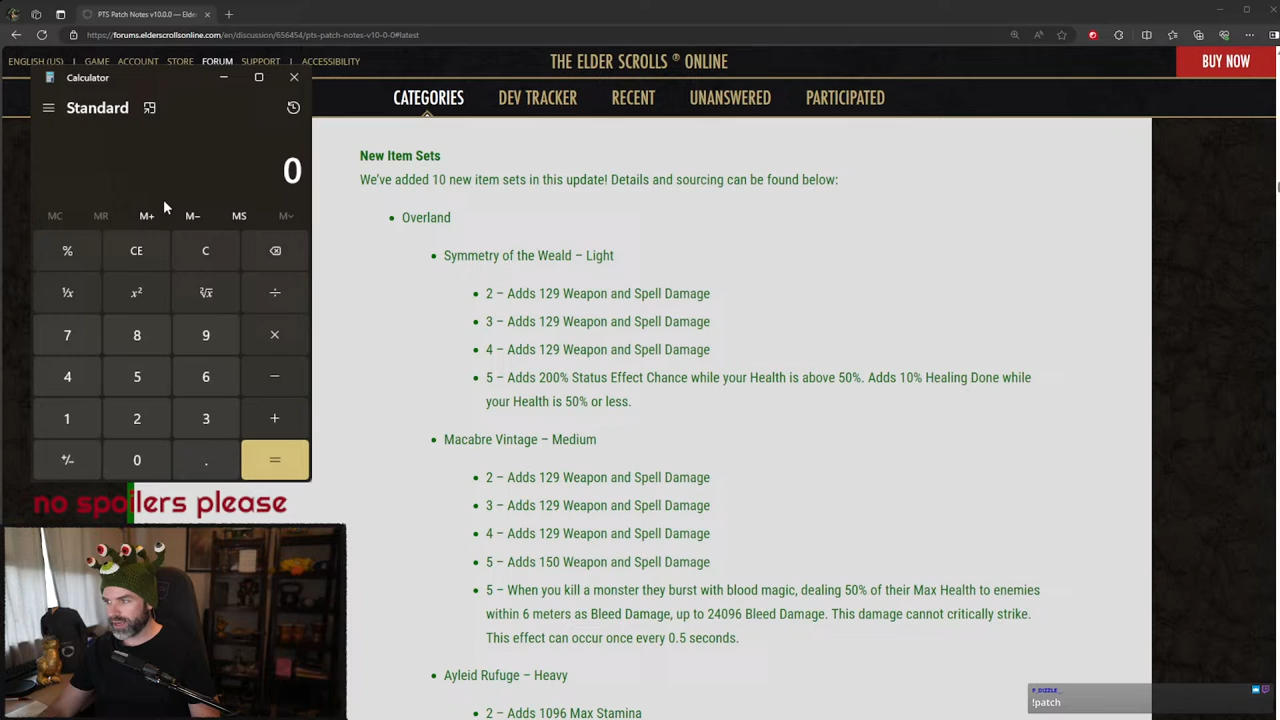 PTS Patch Notes v10.0.0 — Elder
https://forums.elderscrollsonline.com/en/discussion/656454/pts-patch-notes-v10-0-0#latest
ENGLISH (US) GAME ACCOUNT STORE FORUM SUPPORT ACCESSIBILITY
THE ELDER SCROLLS ® ONLINE
BUY NOW
CATEGORIES DEV TRACKER RECENT UNANSWERED PARTICIPATED
Calculator
Standard
0
MC MR M+ M− MS M˅
% CE C
¹/x x² ²√x ÷
7 8 9 ×
4 5 6 −
1 2 3 +
+/− 0 . =
no spoilers please
New Item Sets
We've added 10 new item sets in this update! Details and sourcing can be found below:
• Overland
• Symmetry of the Weald – Light
• 2 – Adds 129 Weapon and Spell Damage
• 3 – Adds 129 Weapon and Spell Damage
• 4 – Adds 129 Weapon and Spell Damage
• 5 – Adds 200% Status Effect Chance while your Health is above 50%. Adds 10% Healing Done while
your Health is 50% or less.
• Macabre Vintage – Medium
• 2 – Adds 129 Weapon and Spell Damage
• 3 – Adds 129 Weapon and Spell Damage
• 4 – Adds 129 Weapon and Spell Damage
• 5 – Adds 150 Weapon and Spell Damage
• 5 – When you kill a monster they burst with blood magic, dealing 50% of their Max Health to enemies
within 6 meters as Bleed Damage, up to 24096 Bleed Damage. This damage cannot critically strike.
This effect can occur once every 0.5 seconds.
• Ayleid Rufuge – Heavy
• 2 – Adds 1096 Max Stamina
!patch